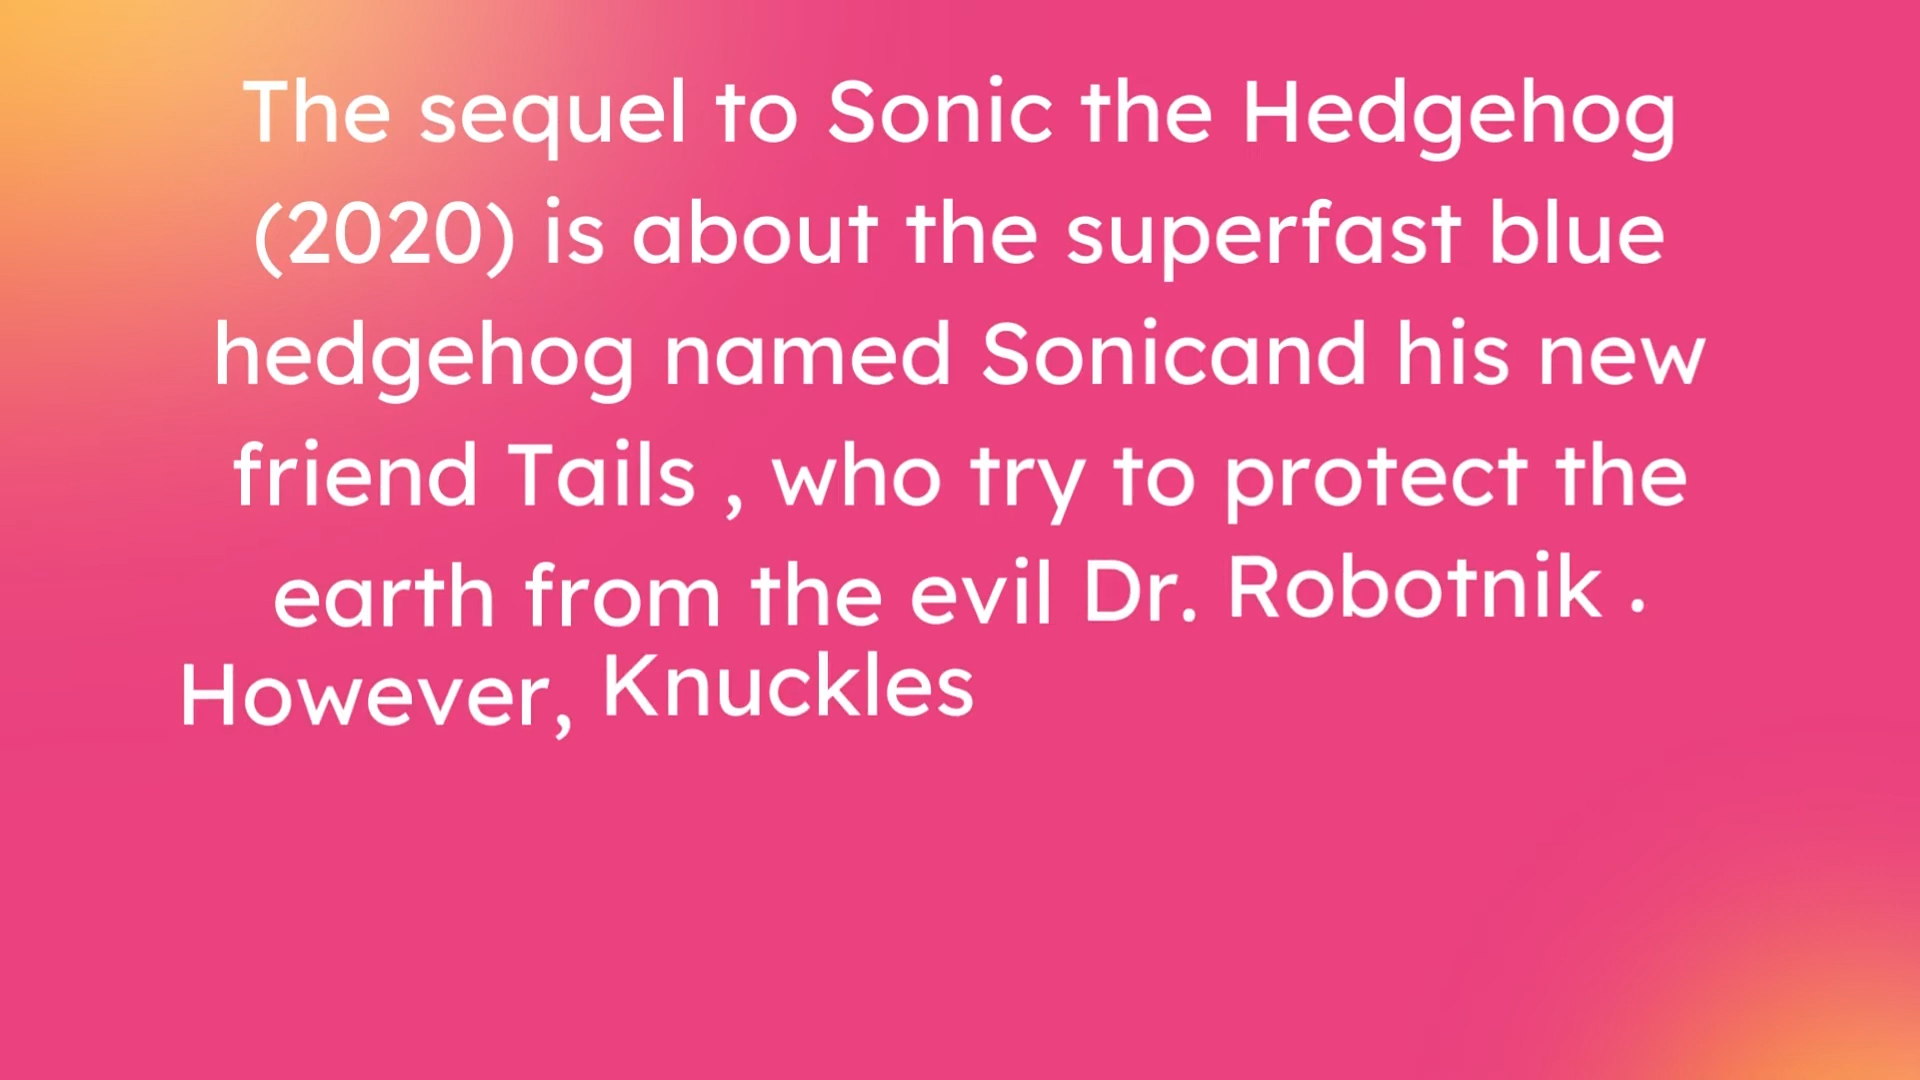 The sequel to Sonic the Hedgehog
(2020) is about the superfast blue
hedgehog named Sonicand his new
friend Tails , who try to protect the
earth from the evil Dr. Robotnik .
However, Knuckles